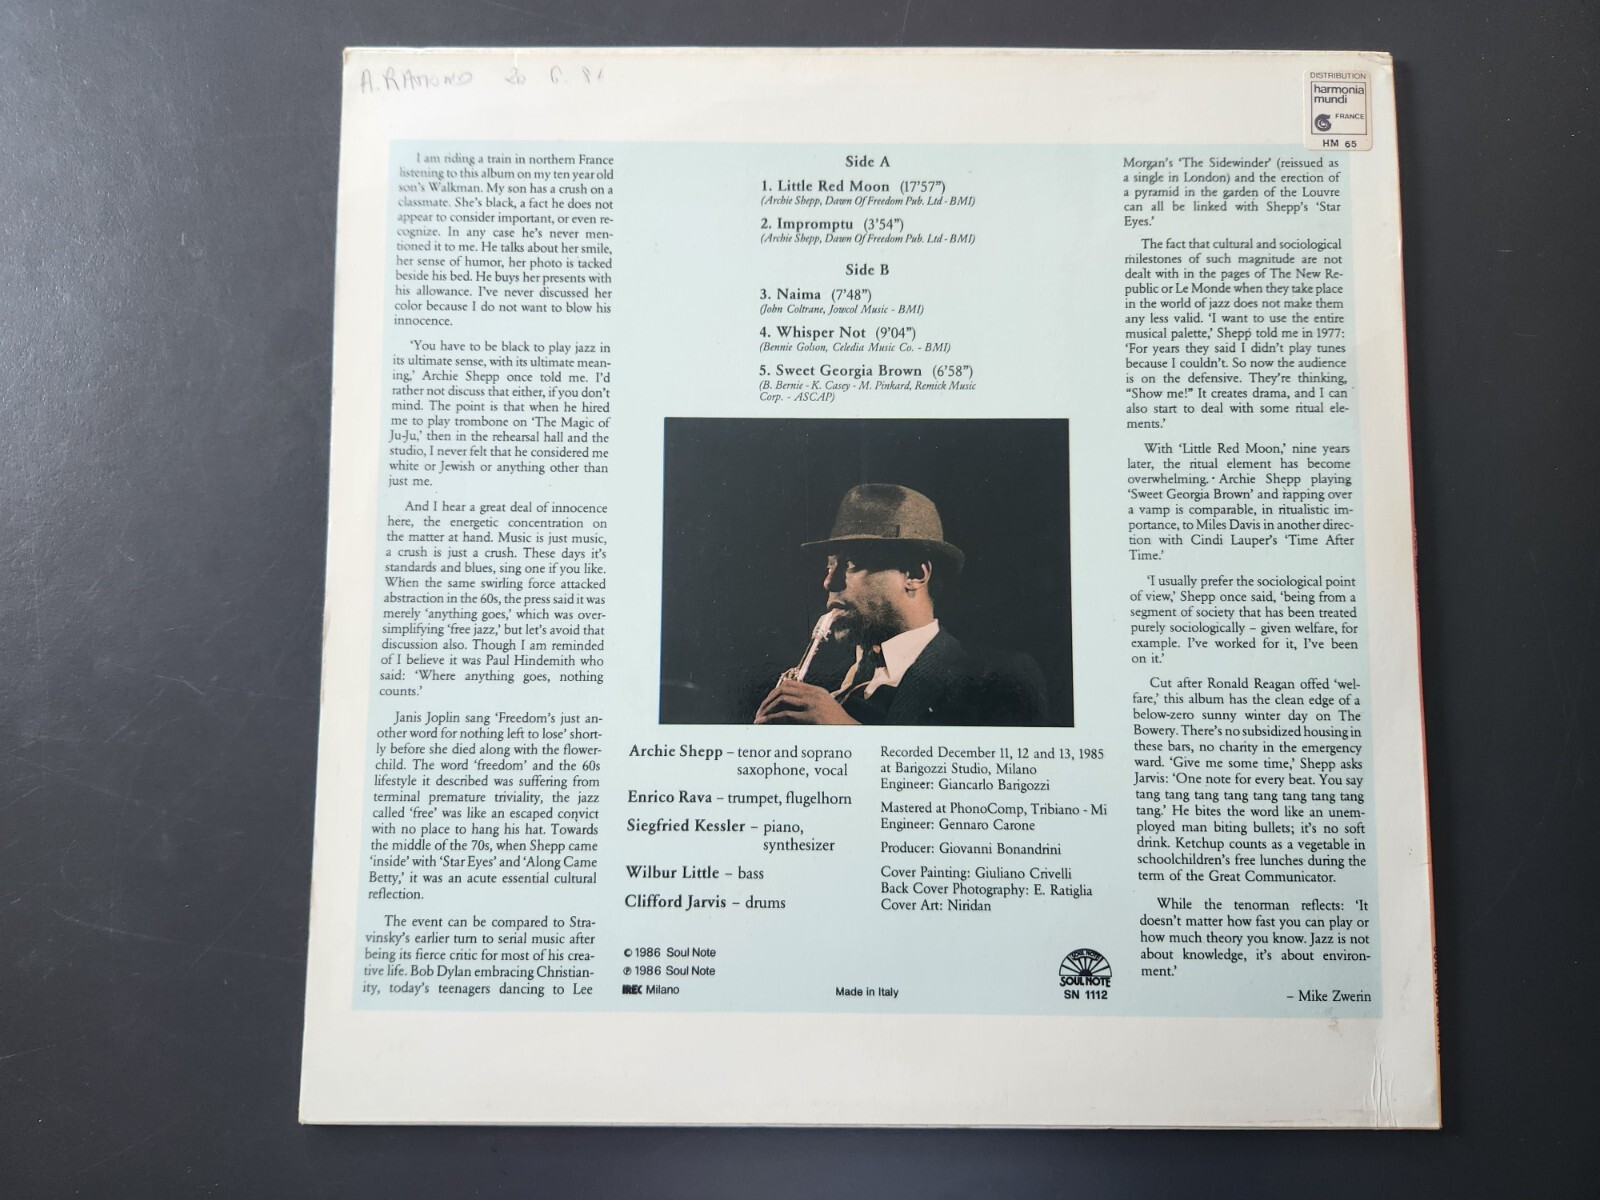 A. RAMOND 20 6. 86
DISTRIBUTION
harmonia
mundi
FRANCE
HM 65
I am riding a train in northern France
listening to this album on my ten year old
son's Walkman. My son has a crush on a
classmate. She's black, a fact he does not
appear to consider important, or even re-
cognize. In any case he's never men-
tioned it to me. He talks about her smile,
her sense of humor, her photo is tacked
beside his bed. He buys her presents with
his allowance. I've never discussed her
color because I do not want to blow his
innocence.
'You have to be black to play jazz in
its ultimate sense, with its ultimate mean-
ing,' Archie Shepp once told me. I'd
rather not discuss that either, if you don't
mind. The point is that when he hired
me to play trombone on 'The Magic of
Ju-Ju,' then in the rehearsal hall and the
studio, I never felt that he considered me
white or Jewish or anything other than
just me.
And I hear a great deal of innocence
here, the energetic concentration on
the matter at hand. Music is just music,
a crush is just a crush. These days it's
standards and blues, sing one if you like.
When the same swirling force attacked
abstraction in the 60s, the press said it was
merely 'anything goes,' which was over-
simplifying 'free jazz,' but let's avoid that
discussion also. Though I am reminded
of I believe it was Paul Hindemith who
said: 'Where anything goes, nothing
counts.'
Janis Joplin sang 'Freedom's just an-
other word for nothing left to lose' short-
ly before she died along with the flower-
child. The word 'freedom' and the 60s
lifestyle it described was suffering from
terminal premature triviality, the jazz
called 'free' was like an escaped convict
with no place to hang his hat. Towards
the middle of the 70s, when Shepp came
'inside' with 'Star Eyes' and 'Along Came
Betty,' it was an acute essential cultural
reflection.
The event can be compared to Stra-
vinsky's earlier turn to serial music after
being its fierce critic for most of his crea-
tive life. Bob Dylan embracing Christian-
ity, today's teenagers dancing to Lee
Side A
1. Little Red Moon (17'57")
(Archie Shepp, Dawn Of Freedom Pub. Ltd - BMI)
2. Impromptu (3'54")
(Archie Shepp, Dawn Of Freedom Pub. Ltd - BMI)
Side B
3. Naima (7'48")
(John Coltrane, Jowcol Music - BMI)
4. Whisper Not (9'04")
(Bennie Golson, Celedia Music Co. - BMI)
5. Sweet Georgia Brown (6'58")
(B. Bernie - K. Casey - M. Pinkard, Remick Music
Corp. - ASCAP)
Archie Shepp – tenor and soprano
saxophone, vocal
Enrico Rava – trumpet, flugelhorn
Siegfried Kessler – piano,
synthesizer
Wilbur Little – bass
Clifford Jarvis – drums
Recorded December 11, 12 and 13, 1985
at Barigozzi Studio, Milano
Engineer: Giancarlo Barigozzi
Mastered at PhonoComp, Tribiano - Mi
Engineer: Gennaro Carone
Producer: Giovanni Bonandrini
Cover Painting: Giuliano Crivelli
Back Cover Photography: E. Ratiglia
Cover Art: Niridan
© 1986 Soul Note
℗ 1986 Soul Note
IREC Milano
Made in Italy
SOUL NOTE
SOUL NOTE
SN 1112
Morgan's 'The Sidewinder' (reissued as
a single in London) and the erection of
a pyramid in the garden of the Louvre
can all be linked with Shepp's 'Star
Eyes.'
The fact that cultural and sociological
milestones of such magnitude are not
dealt with in the pages of The New Re-
public or Le Monde when they take place
in the world of jazz does not make them
any less valid. 'I want to use the entire
musical palette,' Shepp told me in 1977:
'For years they said I didn't play tunes
because I couldn't. So now the audience
is on the defensive. They're thinking,
"Show me!" It creates drama, and I can
also start to deal with some ritual ele-
ments.'
With 'Little Red Moon,' nine years
later, the ritual element has become
overwhelming. Archie Shepp playing
'Sweet Georgia Brown' and rapping over
a vamp is comparable, in ritualistic im-
portance, to Miles Davis in another direc-
tion with Cindi Lauper's 'Time After
Time.'
'I usually prefer the sociological point
of view,' Shepp once said, 'being from a
segment of society that has been treated
purely sociologically – given welfare, for
example. I've worked for it, I've been
on it.'
Cut after Ronald Reagan offed 'wel-
fare,' this album has the clean edge of a
below-zero sunny winter day on The
Bowery. There's no subsidized housing in
these bars, no charity in the emergency
ward. 'Give me some time,' Shepp asks
Jarvis: 'One note for every beat. You say
tang tang tang tang tang tang tang tang
tang.' He bites the word like an unem-
ployed man biting bullets; it's no soft
drink. Ketchup counts as a vegetable in
schoolchildren's free lunches during the
term of the Great Communicator.
While the tenorman reflects: 'It
doesn't matter how fast you can play or
how much theory you know. Jazz is not
about knowledge, it's about environ-
ment.'
– Mike Zwerin